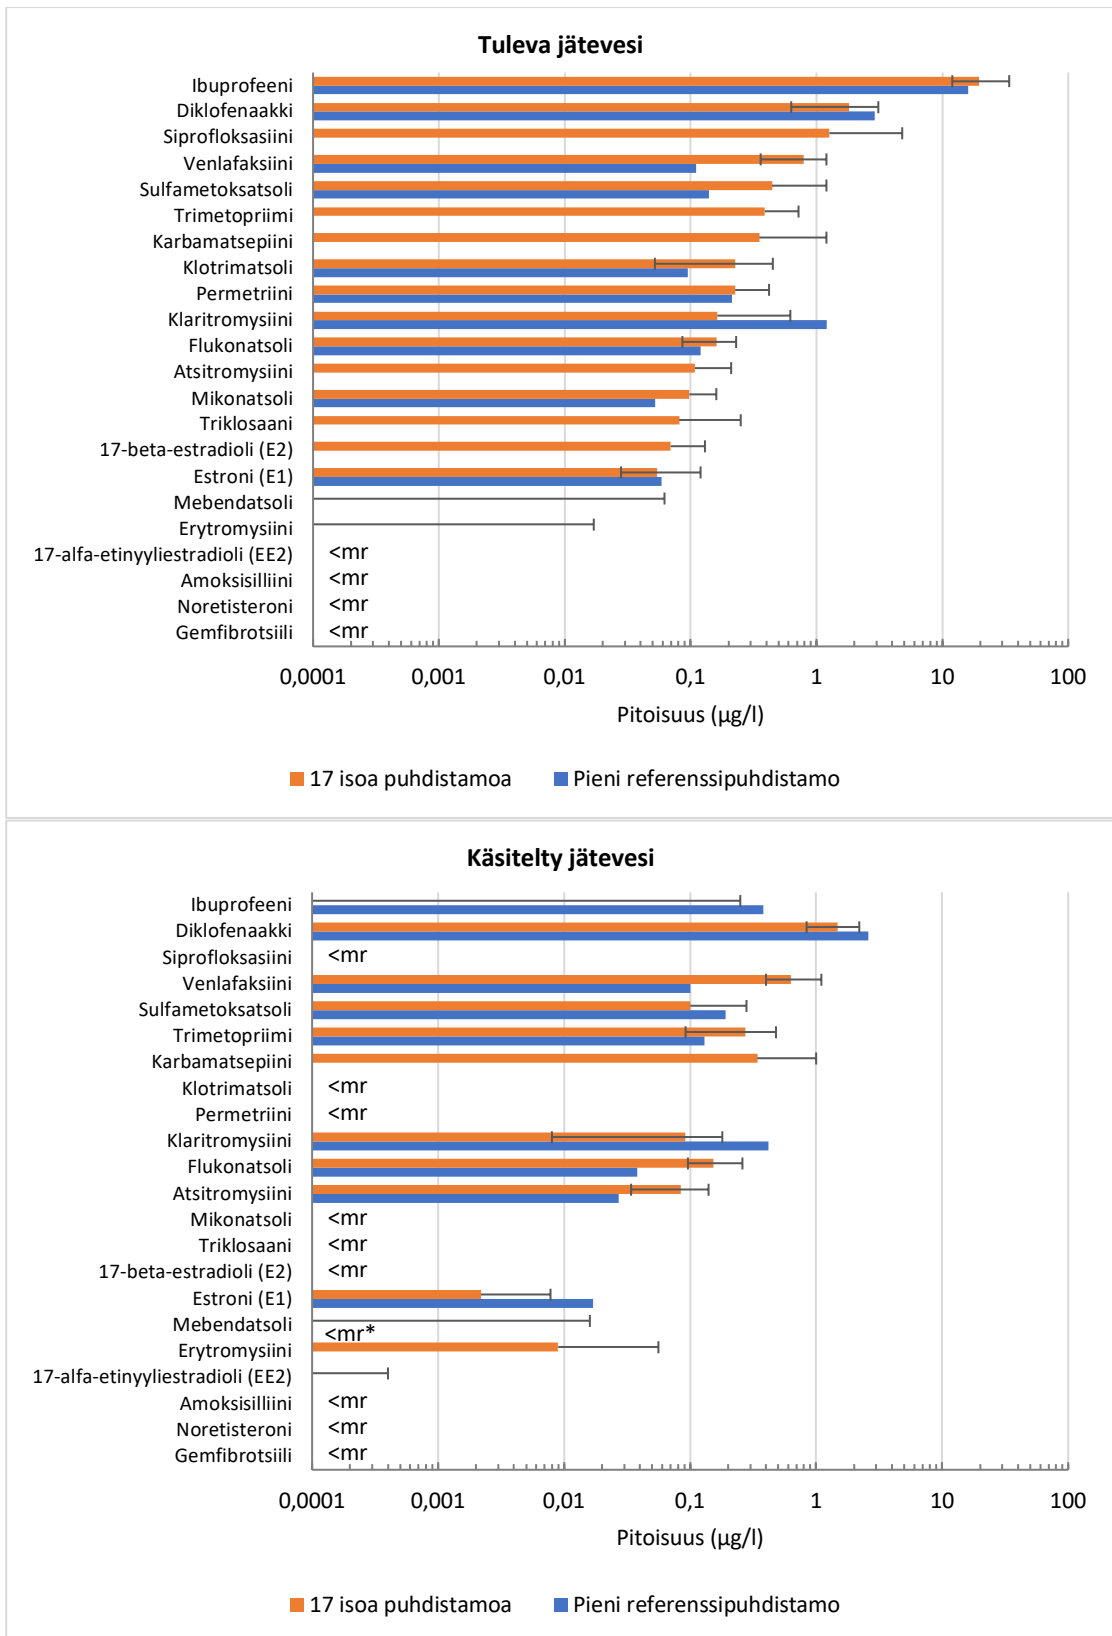 Tuleva jätevesi
Ibuprofeeni
Diklofenaakki
Siprofloksasiini
Venlafaksiini
Sulfametoksatsoli
Trimetopriimi
Karbamatsepiini
Klotrimatsoli
Permetriini
Klaritromysiini
Flukonatsoli
Atsitromysiini
Mikonatsoli
Triklosaani
17-beta-estradioli (E2)
Estroni (E1)
Mebendatsoli
Erytromysiini
17-alfa-etinyyliestradioli (EE2) <mr
Amoksisilliini <mr
Noretisteroni <mr
Gemfibrotsiili <mr
0,0001 0,001 0,01 0,1 1 10 100
Pitoisuus (µg/l)
17 isoa puhdistamoa Pieni referenssipuhdistamo
Käsitelty jätevesi
Ibuprofeeni
Diklofenaakki
Siprofloksasiini <mr
Venlafaksiini
Sulfametoksatsoli
Trimetopriimi
Karbamatsepiini
Klotrimatsoli <mr
Permetriini <mr
Klaritromysiini
Flukonatsoli
Atsitromysiini
Mikonatsoli <mr
Triklosaani <mr
17-beta-estradioli (E2) <mr
Estroni (E1)
Mebendatsoli
<mr*
Erytromysiini
17-alfa-etinyyliestradioli (EE2)
Amoksisilliini <mr
Noretisteroni <mr
Gemfibrotsiili <mr
0,0001 0,001 0,01 0,1 1 10 100
Pitoisuus (µg/l)
17 isoa puhdistamoa Pieni referenssipuhdistamo